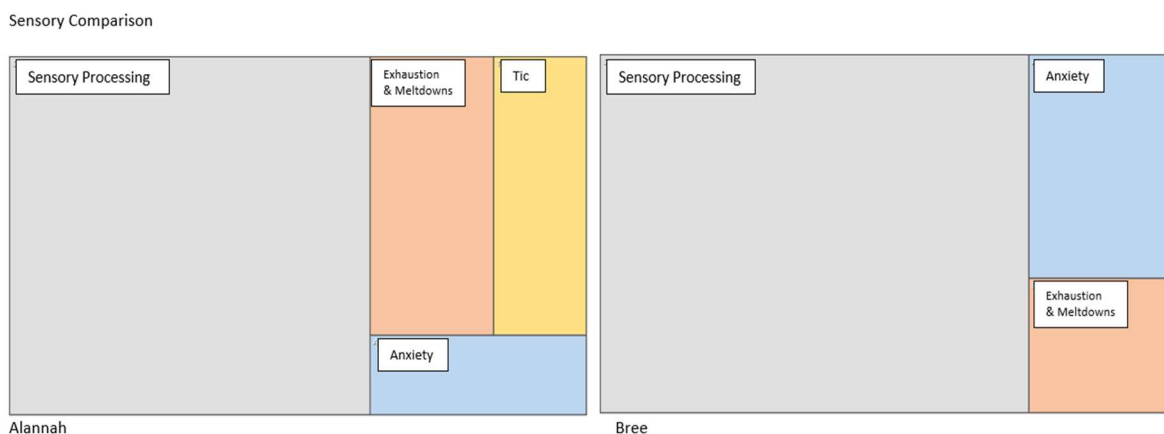 Sensory Comparison
Sensory Processing
Exhaustion
& Meltdowns
Tic
Anxiety
Alannah
Sensory Processing
Anxiety
Exhaustion
& Meltdowns
Bree